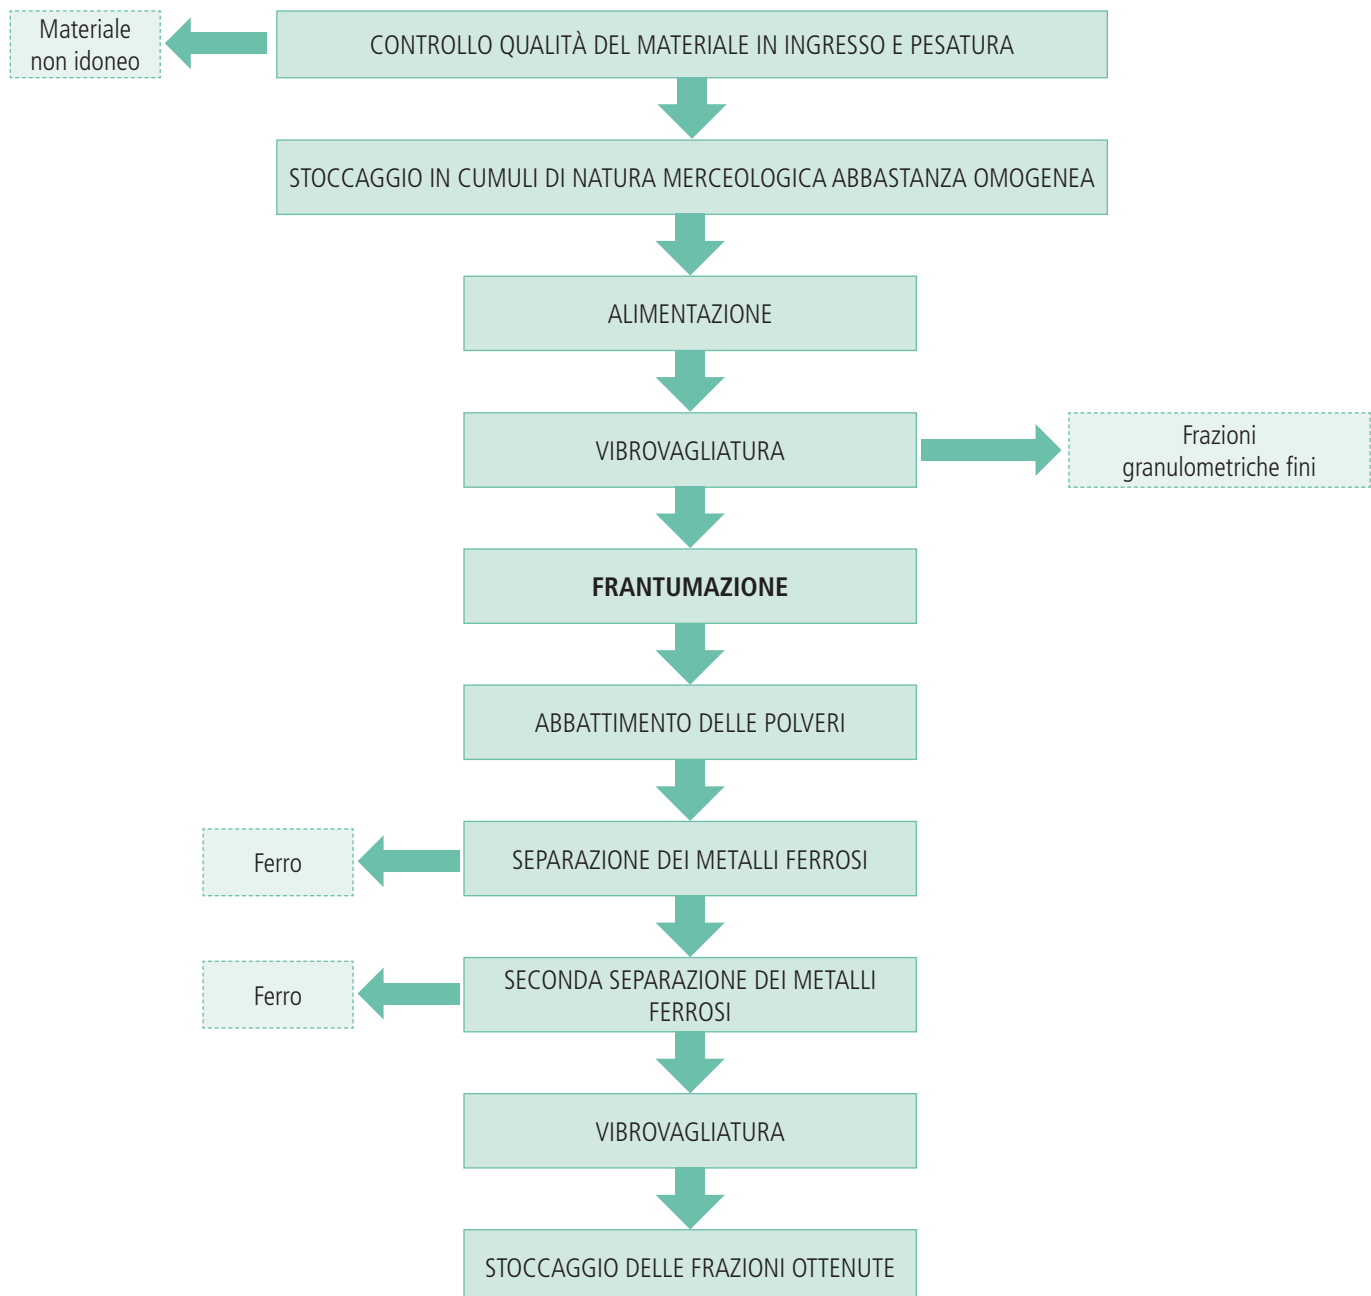 Materiale
non idoneo
CONTROLLO QUALITÀ DEL MATERIALE IN INGRESSO E PESATURA
STOCCAGGIO IN CUMULI DI NATURA MERCEOLOGICA ABBASTANZA OMOGENEA
ALIMENTAZIONE
VIBROVAGLIATURA
Frazioni
granulometriche fini
FRANTUMAZIONE
ABBATTIMENTO DELLE POLVERI
Ferro
SEPARAZIONE DEI METALLI FERROSI
Ferro
SECONDA SEPARAZIONE DEI METALLI
FERROSI
VIBROVAGLIATURA
STOCCAGGIO DELLE FRAZIONI OTTENUTE